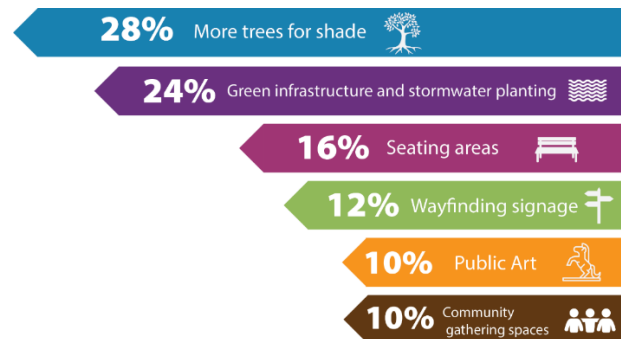 28% More trees for shade
24% Green infrastructure and stormwater planting
16% Seating areas
12% Wayfinding signage
10% Public Art
10% Community
gathering spaces